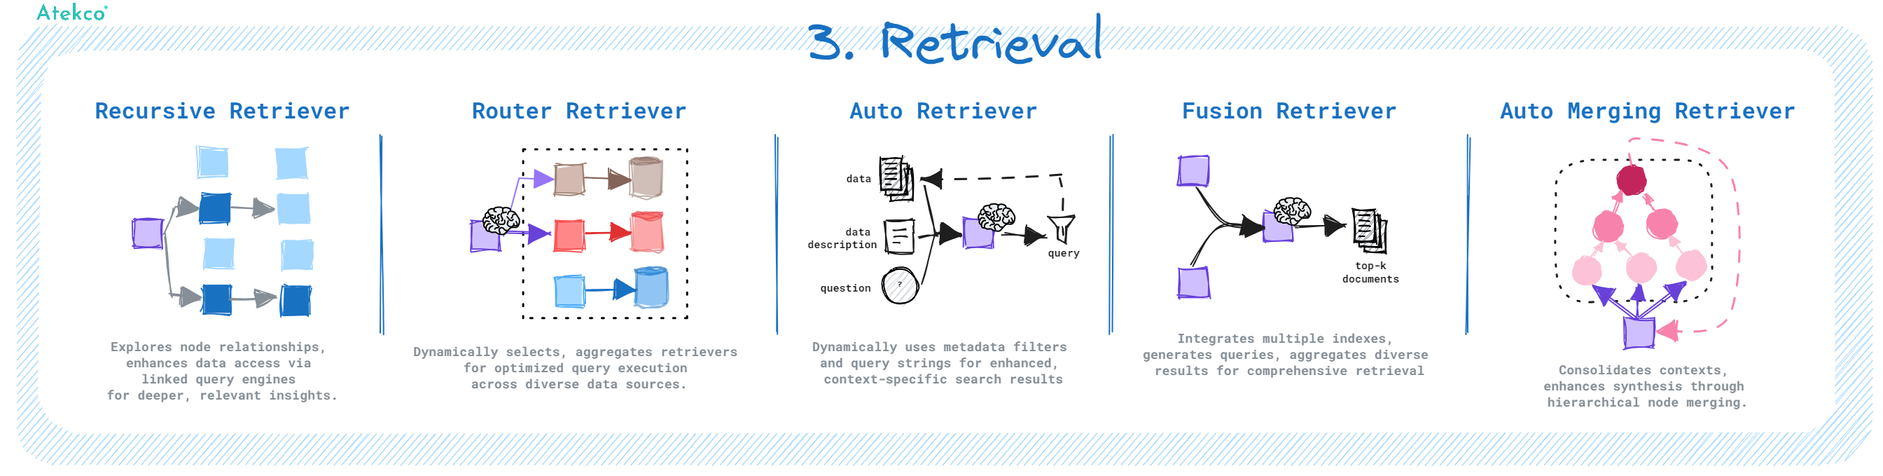 Atekco
3. Retrieval
Recursive Retriever
Explores node relationships,
enhances data access via
linked query engines
for deeper, relevant insights.
Router Retriever
Dynamically selects, aggregates retrievers
for optimized query execution
across diverse data sources.
Auto Retriever
data
data
description
question
?
query
Dynamically uses metadata filters
and query strings for enhanced,
context-specific search results
Fusion Retriever
top-k
documents
Integrates multiple indexes,
generates queries, aggregates diverse
results for comprehensive retrieval
Auto Merging Retriever
Consolidates contexts,
enhances synthesis through
hierarchical node merging.